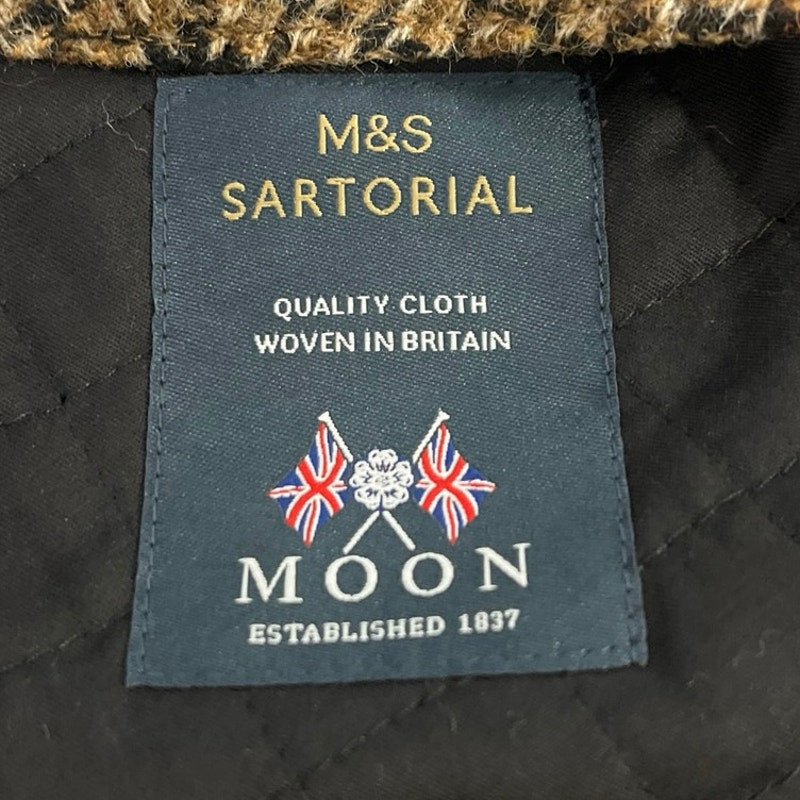 M&S
SARTORIAL
QUALITY CLOTH
WOVEN IN BRITAIN
MOON
ESTABLISHED 1837